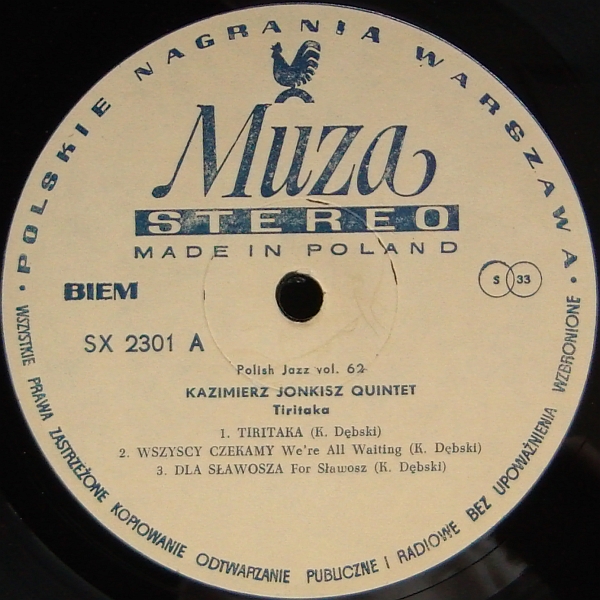 POLSKIE NAGRANIA WARSZAWA
Muza
STEREO
MADE IN POLAND
BIEM
S 33
SX 2301 A
Polish Jazz vol. 62
KAZIMIERZ JONKISZ QUINTET
Tiritaka
1. TIRITAKA (K. Dębski)
2. WSZYSCY CZEKAMY We're All Waiting (K. Dębski)
3. DLA SŁAWOSZA For Sławosz (K. Dębski)
WSZYSTKIE PRAWA ZASTRZEŻONE KOPIOWANIE ODTWARZANIE PUBLICZNE I RADIOWE BEZ UPOWAŻNIENIA WZBRONIONE